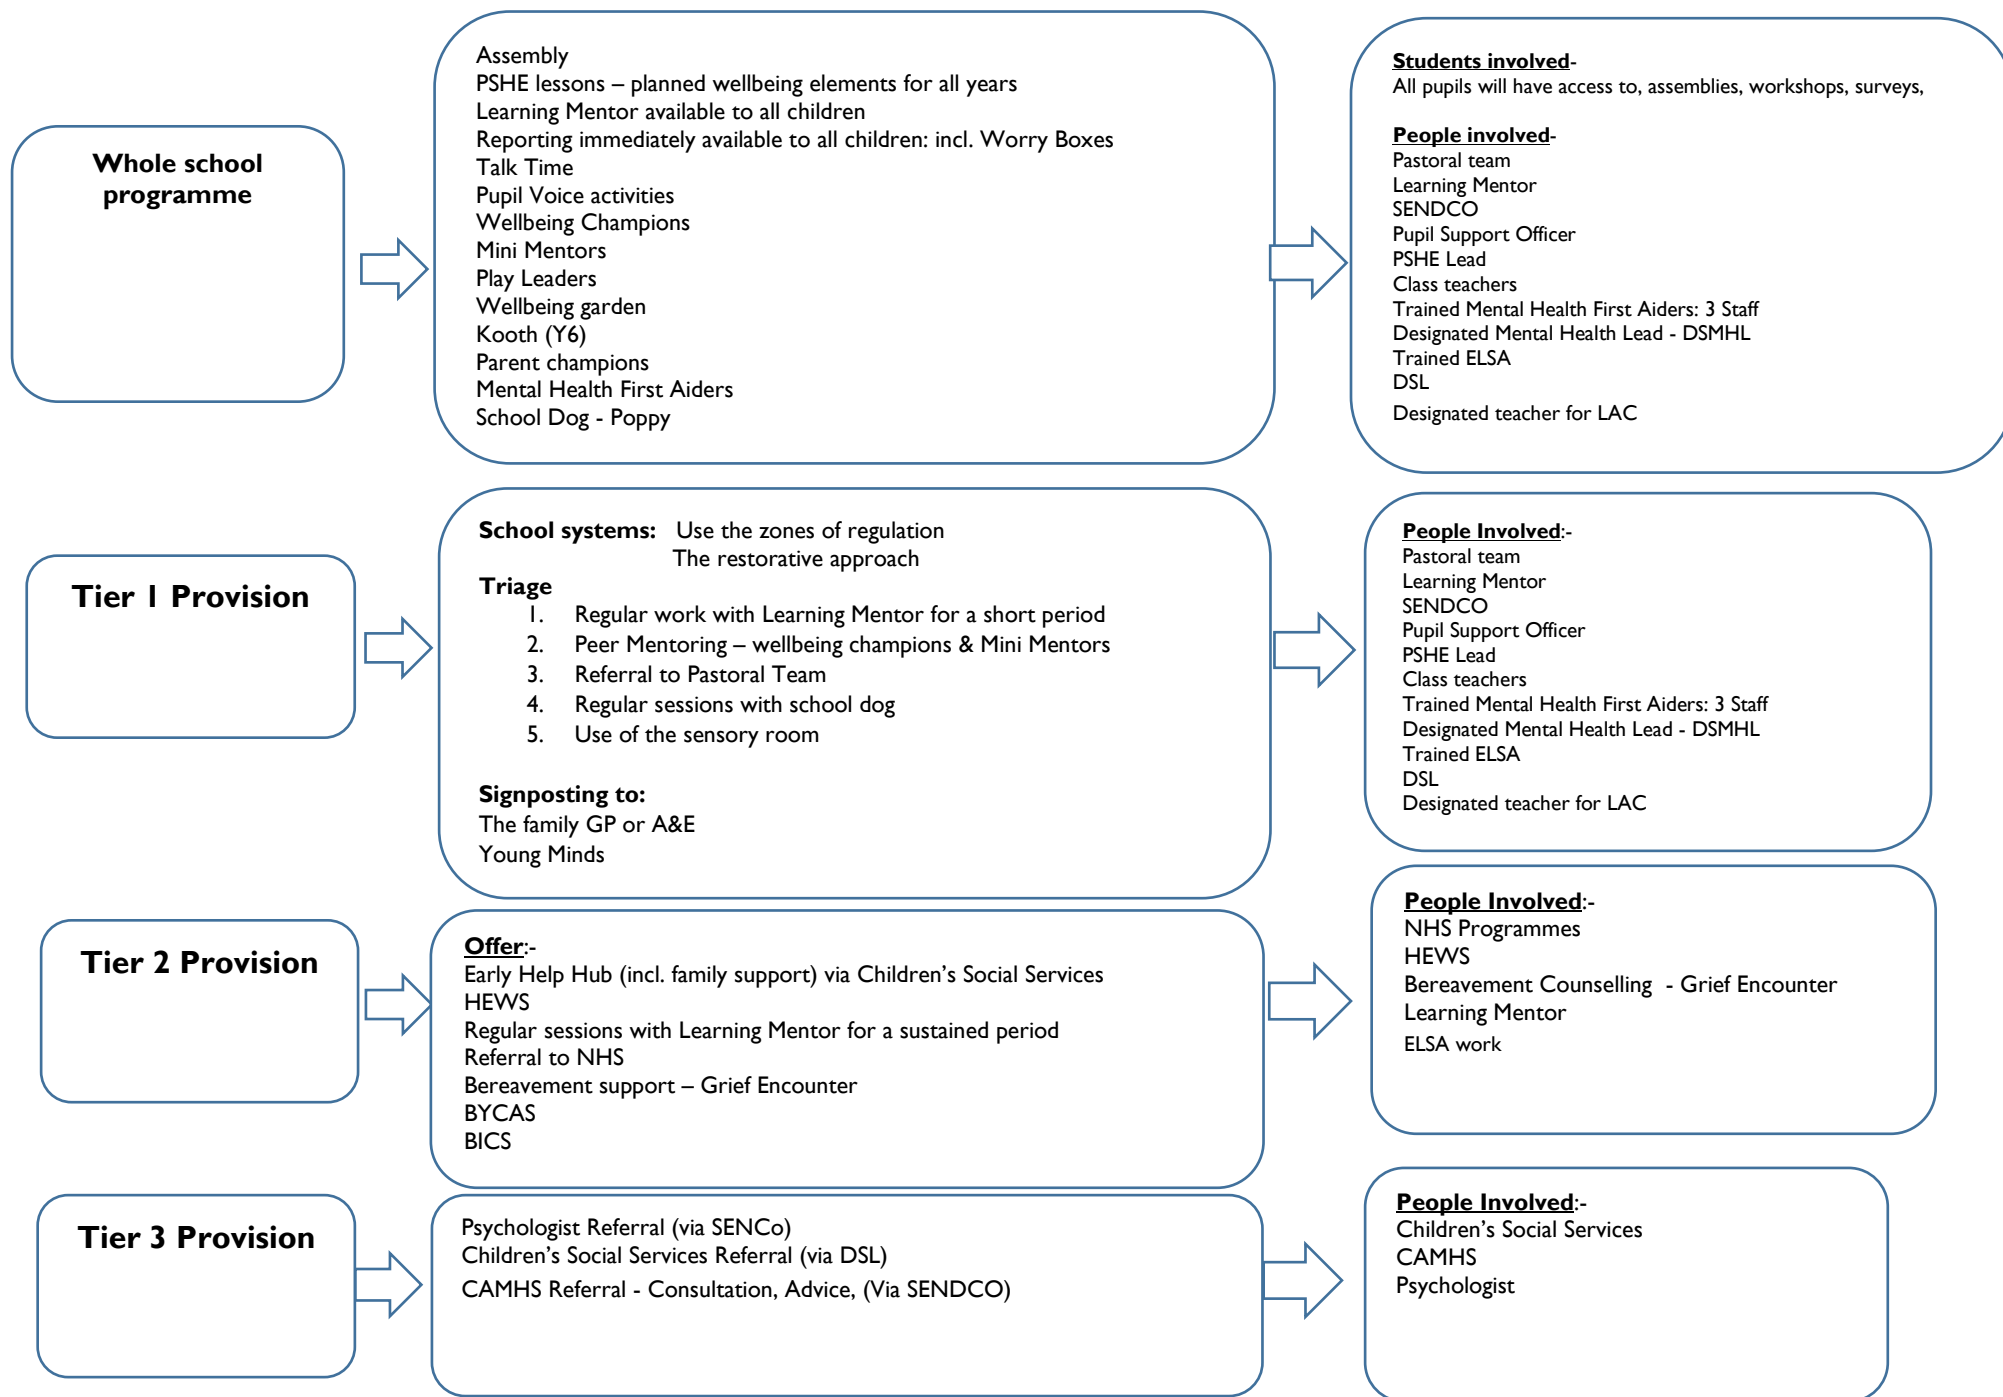 Whole school
programme
Assembly
PSHE lessons – planned wellbeing elements for all years
Learning Mentor available to all children
Reporting immediately available to all children: incl. Worry Boxes
Talk Time
Pupil Voice activities
Wellbeing Champions
Mini Mentors
Play Leaders
Wellbeing garden
Kooth (Y6)
Parent champions
Mental Health First Aiders
School Dog - Poppy
Students involved-
All pupils will have access to, assemblies, workshops, surveys,
People involved-
Pastoral team
Learning Mentor
SENDCO
Pupil Support Officer
PSHE Lead
Class teachers
Trained Mental Health First Aiders: 3 Staff
Designated Mental Health Lead - DSMHL
Trained ELSA
DSL
Designated teacher for LAC
Tier 1 Provision
School systems: Use the zones of regulation
The restorative approach
Triage
1. Regular work with Learning Mentor for a short period
2. Peer Mentoring – wellbeing champions & Mini Mentors
3. Referral to Pastoral Team
4. Regular sessions with school dog
5. Use of the sensory room
Signposting to:
The family GP or A&E
Young Minds
People Involved:-
Pastoral team
Learning Mentor
SENDCO
Pupil Support Officer
PSHE Lead
Class teachers
Trained Mental Health First Aiders: 3 Staff
Designated Mental Health Lead - DSMHL
Trained ELSA
DSL
Designated teacher for LAC
Tier 2 Provision
Offer:-
Early Help Hub (incl. family support) via Children’s Social Services
HEWS
Regular sessions with Learning Mentor for a sustained period
Referral to NHS
Bereavement support – Grief Encounter
BYCAS
BICS
People Involved:-
NHS Programmes
HEWS
Bereavement Counselling - Grief Encounter
Learning Mentor
ELSA work
Tier 3 Provision
Psychologist Referral (via SENCo)
Children’s Social Services Referral (via DSL)
CAMHS Referral - Consultation, Advice, (Via SENDCO)
People Involved:-
Children’s Social Services
CAMHS
Psychologist